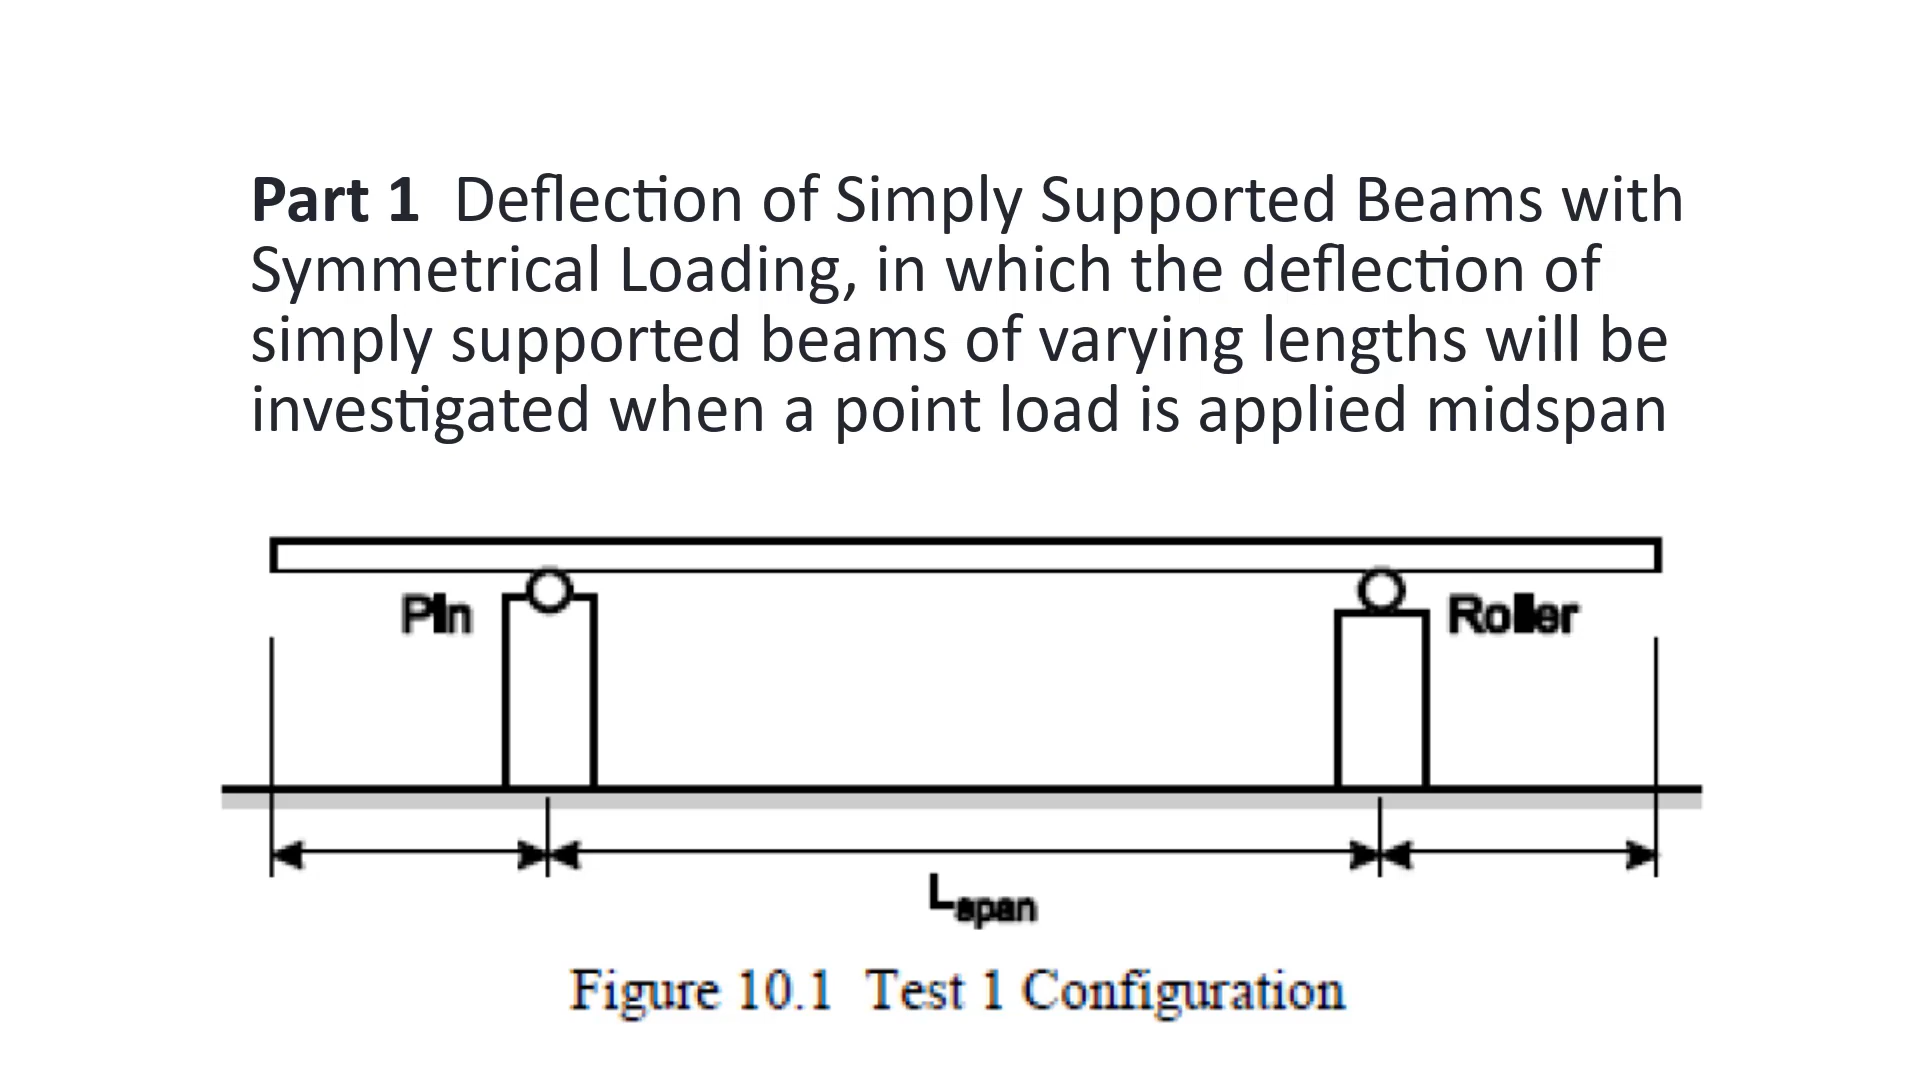 Part 1 Deflection of Simply Supported Beams with
Symmetrical Loading, in which the deflection of
simply supported beams of varying lengths will be
investigated when a point load is applied midspan
Pin
Roller
Lspan
Figure 10.1 Test 1 Configuration